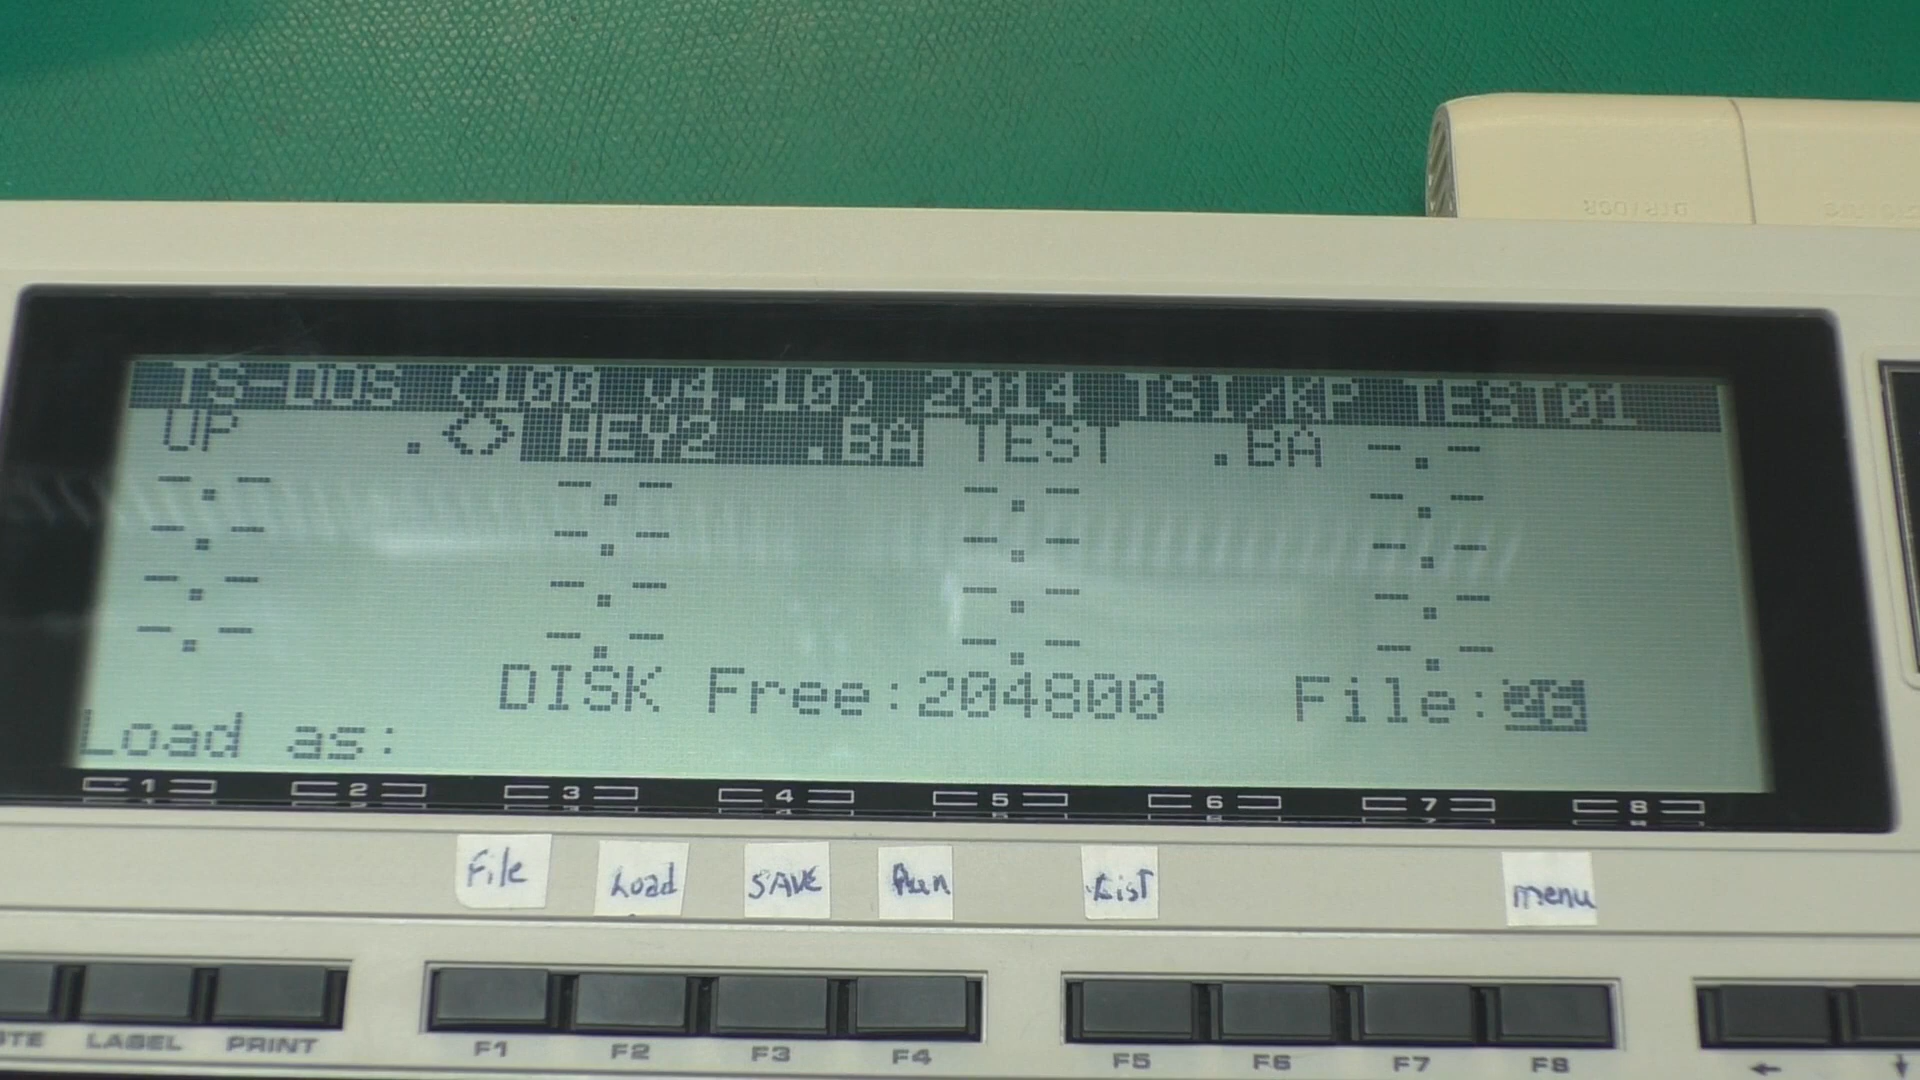 TS-DOS (100 v4.10) 2014 TSI/KP TEST01
UP .<> HEY2 .BA TEST .BA -.-
-.- -.- -.- -.-
-.- -.- -.- -.-
-.- -.- -.- -.-
-.- -.- -.- -.-
DISK Free:204800 File:
Load as:
1 2 3 4 5 6 7 8
File Load SAVE Run List menu
LABEL PRINT F1 F2 F3 F4 F5 F6 F7 F8 ← ↓